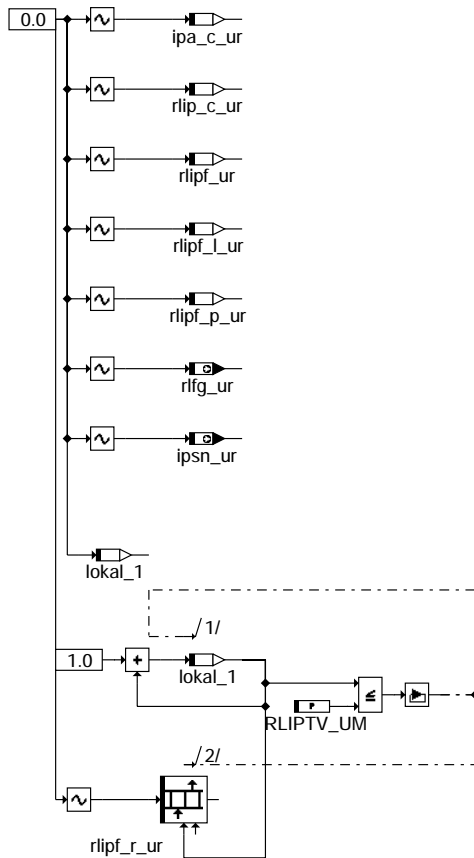 0.0
ipa_c_ur
rlip_c_ur
rlipf_ur
rlipf_l_ur
rlipf_p_ur
rlfg_ur
ipsn_ur
lokal_1
/1/
1.0
+
lokal_1
P
≤
RLIPTV_UM
/2/
rlipf_r_ur